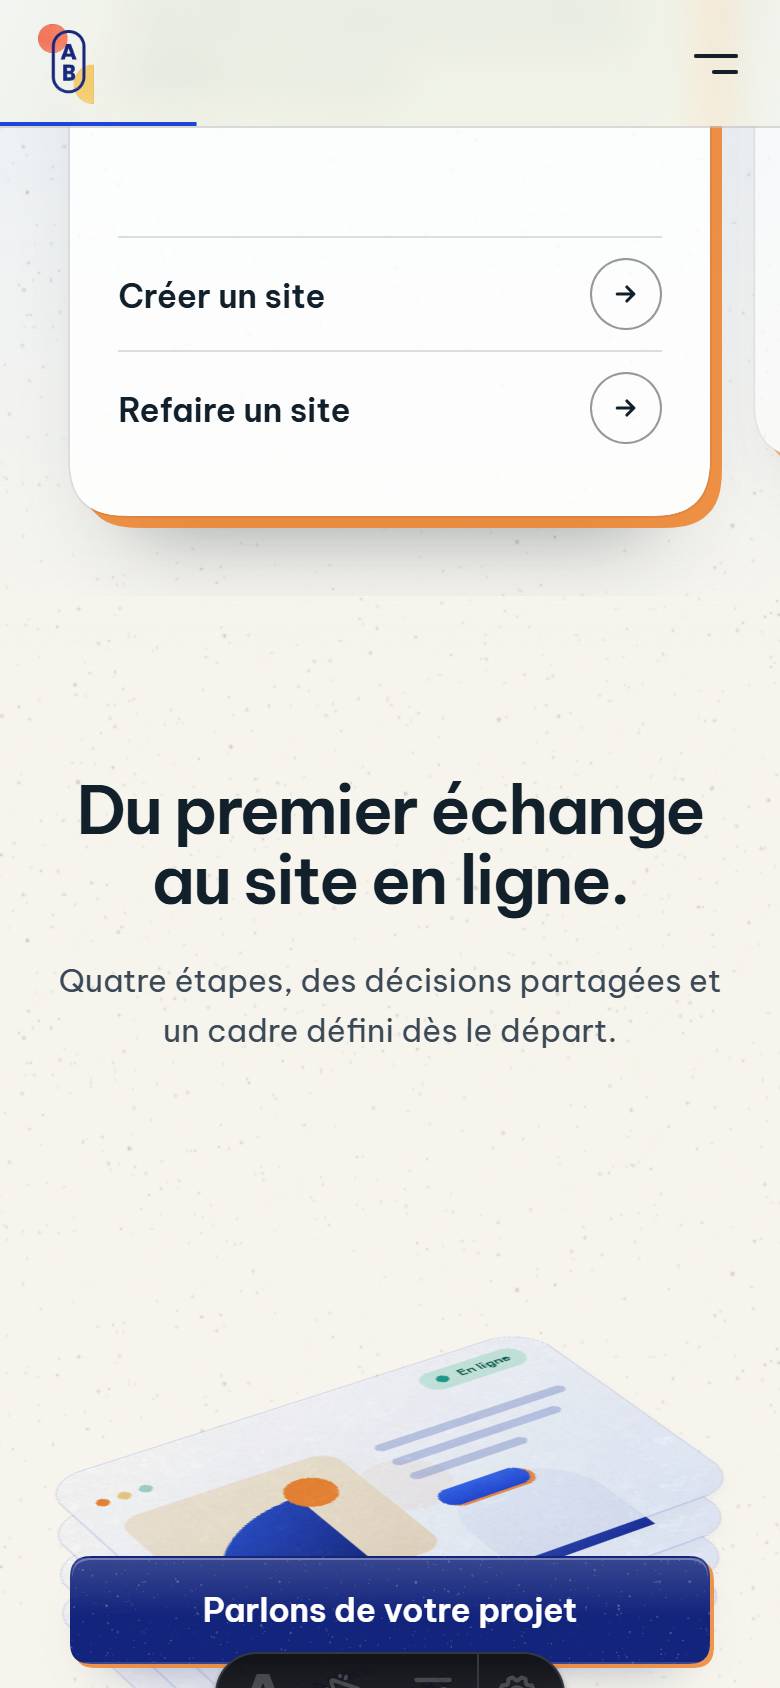 A
B
Créer un site
Refaire un site
Du premier échange
au site en ligne.
Quatre étapes, des décisions partagées et
un cadre défini dès le départ.
En ligne
Parlons de votre projet